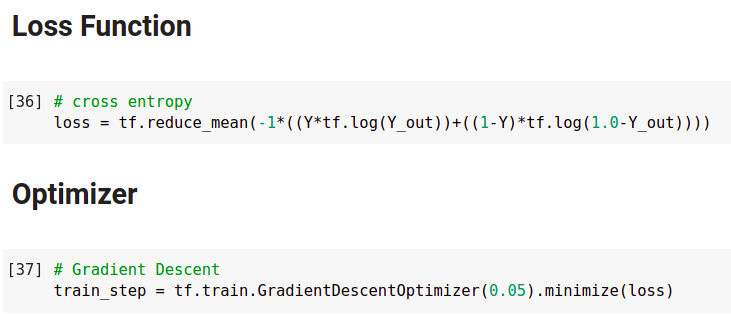 Loss Function
[36] # cross entropy
loss = tf.reduce_mean(-1*((Y*tf.log(Y_out))+((1-Y)*tf.log(1.0-Y_out))))
Optimizer
[37] # Gradient Descent
train_step = tf.train.GradientDescentOptimizer(0.05).minimize(loss)